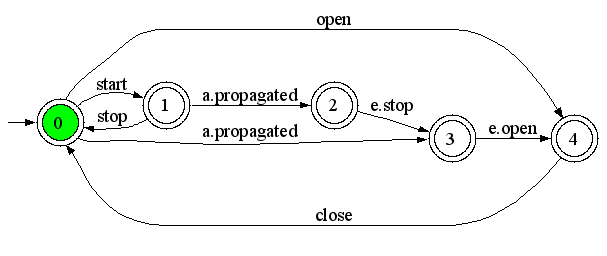 open
start
a.propagated
e.stop
stop
a.propagated
e.open
0
1
2
3
4
close